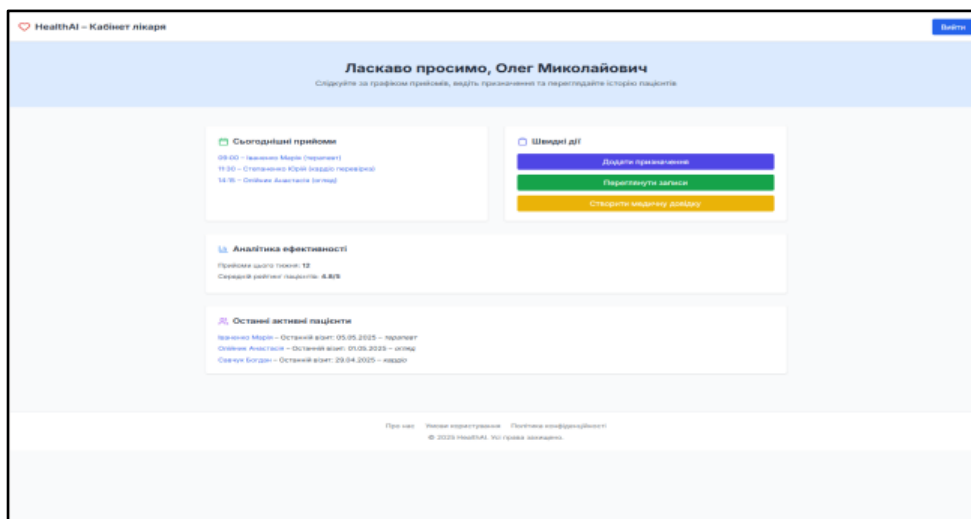 HealthAI – Кабінет лікаря
Вийти
Ласкаво просимо, Олег Миколайович
Слідкуйте за графіком прийомів, ведіть призначення та переглядайте історію пацієнтів
Сьогоднішні прийоми
09:00 – Іваненко Марія (терапевт)
11:30 – Степаненко Юрій (кардіо перевірка)
14:15 – Олійник Анастасія (огляд)
Швидкі дії
Додати призначення
Переглянути записи
Створити медичну довідку
Аналітика ефективності
Прийоми цього тижня: 12
Середній рейтинг пацієнтів: 4.8/5
Останні активні пацієнти
Іваненко Марія – Останній візит: 05.05.2025 – терапевт
Олійник Анастасія – Останній візит: 01.05.2025 – огляд
Савчук Богдан – Останній візит: 29.04.2025 – кардіо
Про нас Умови користування Політика конфіденційності
© 2025 HealthAI. Усі права захищено.